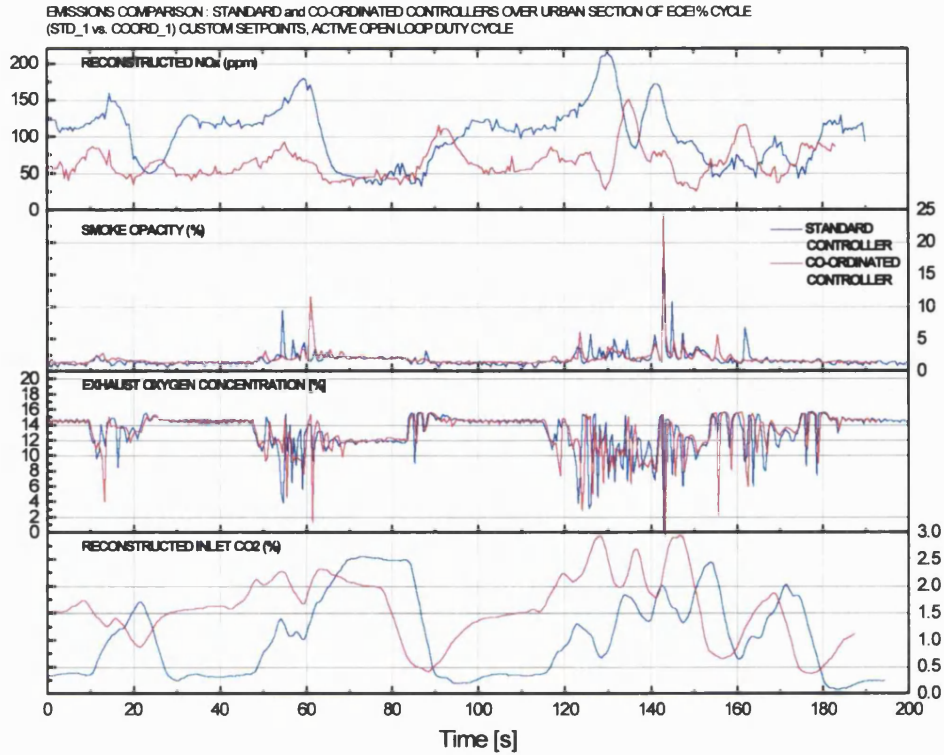 EMISSIONS COMPARISON : STANDARD and CO-ORDINATED CONTROLLERS OVER URBAN SECTION OF ECE1% CYCLE
(STD_1 vs. COORD_1) CUSTOM SETPOINTS, ACTIVE OPEN LOOP DUTY CYCLE
RECONSTRUCTED NOx (ppm)
200
150
100
50
0
25
SMOKE OPACITY (%)
STANDARD
CONTROLLER
CO-ORDINATED
CONTROLLER
20
15
10
5
0
EXHAUST OXYGEN CONCENTRATION [%]
20
18
16
14
12
10
8
6
4
2
0
RECONSTRUCTED INLET CO2 (%)
3.0
2.5
2.0
1.5
1.0
0.5
0.0
0 20 40 60 80 100 120 140 160 180 200
Time [s]